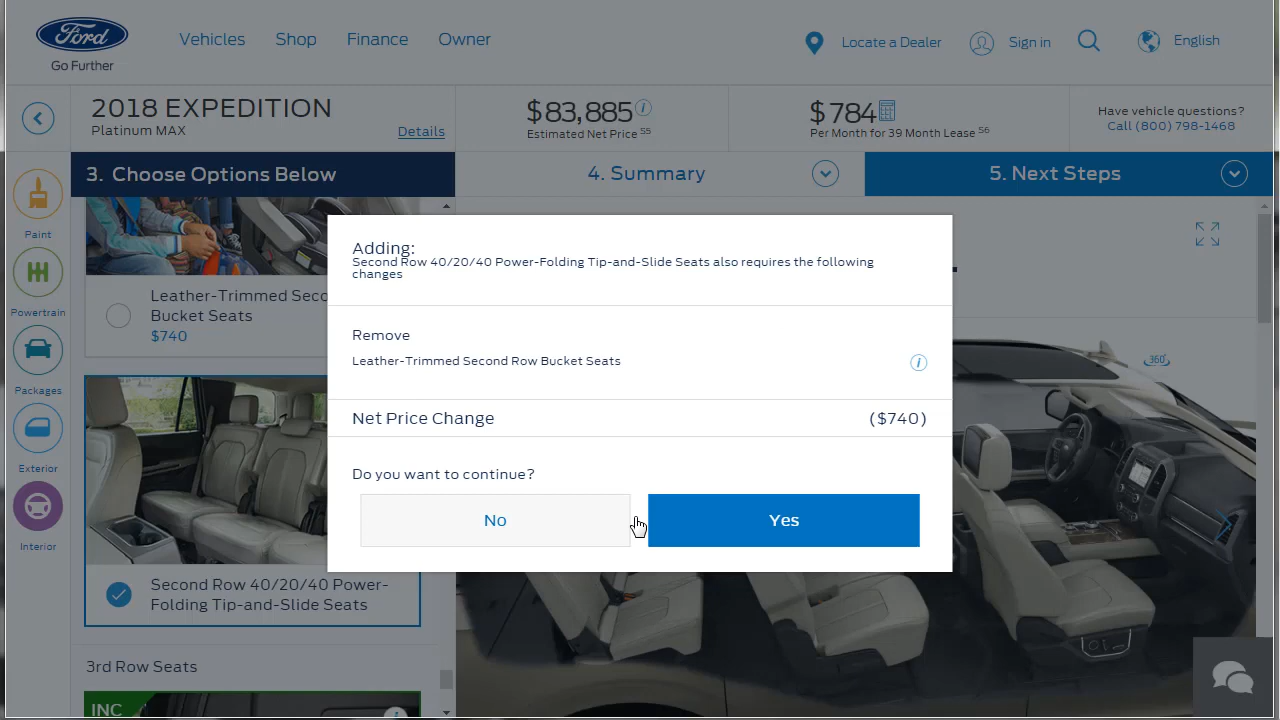 Ford
Go Further
Vehicles
Shop
Finance
Owner
Locate a Dealer
Sign in
English
2018 EXPEDITION
Platinum MAX
Details
$83,885
Estimated Net Price S5
$784
Per Month for 39 Month Lease S6
Have vehicle questions?
Call (800) 798-1468
3. Choose Options Below
4. Summary
5. Next Steps
Paint
Powertrain
Packages
Exterior
Interior
Leather-Trimmed Seco
Bucket Seats
$740
Second Row 40/20/40 Power-
Folding Tip-and-Slide Seats
3rd Row Seats
INC
Adding:
Second Row 40/20/40 Power-Folding Tip-and-Slide Seats also requires the following
changes
Remove
Leather-Trimmed Second Row Bucket Seats
Net Price Change
($740)
Do you want to continue?
No
Yes
360°